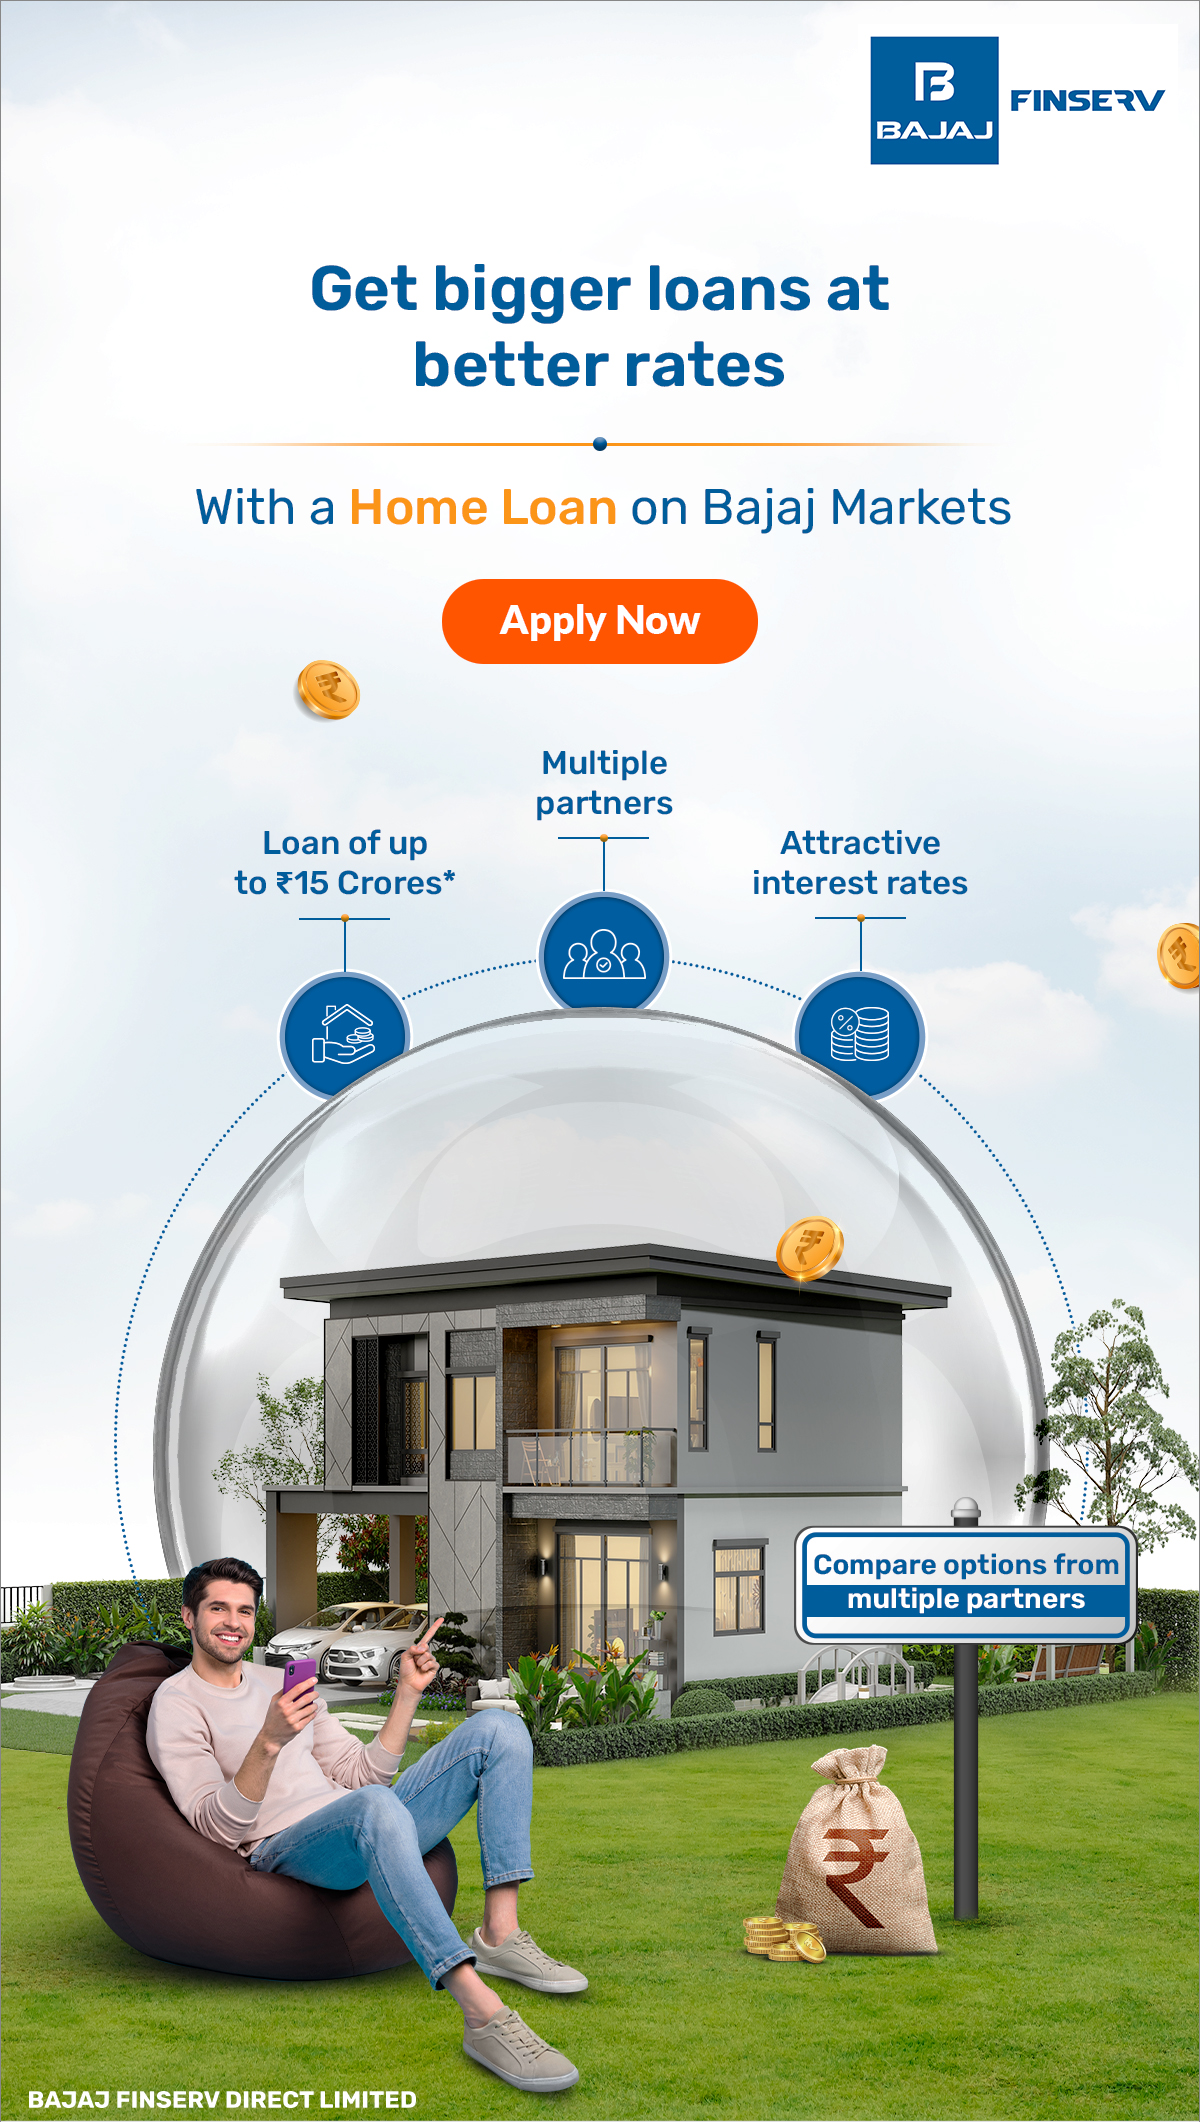 BAJAJ
FINSERV
Get bigger loans at
better rates
With a Home Loan on Bajaj Markets
Apply Now
Multiple
partners
Loan of up
to ₹15 Crores*
Attractive
interest rates
Compare options from
multiple partners
BAJAJ FINSERV DIRECT LIMITED